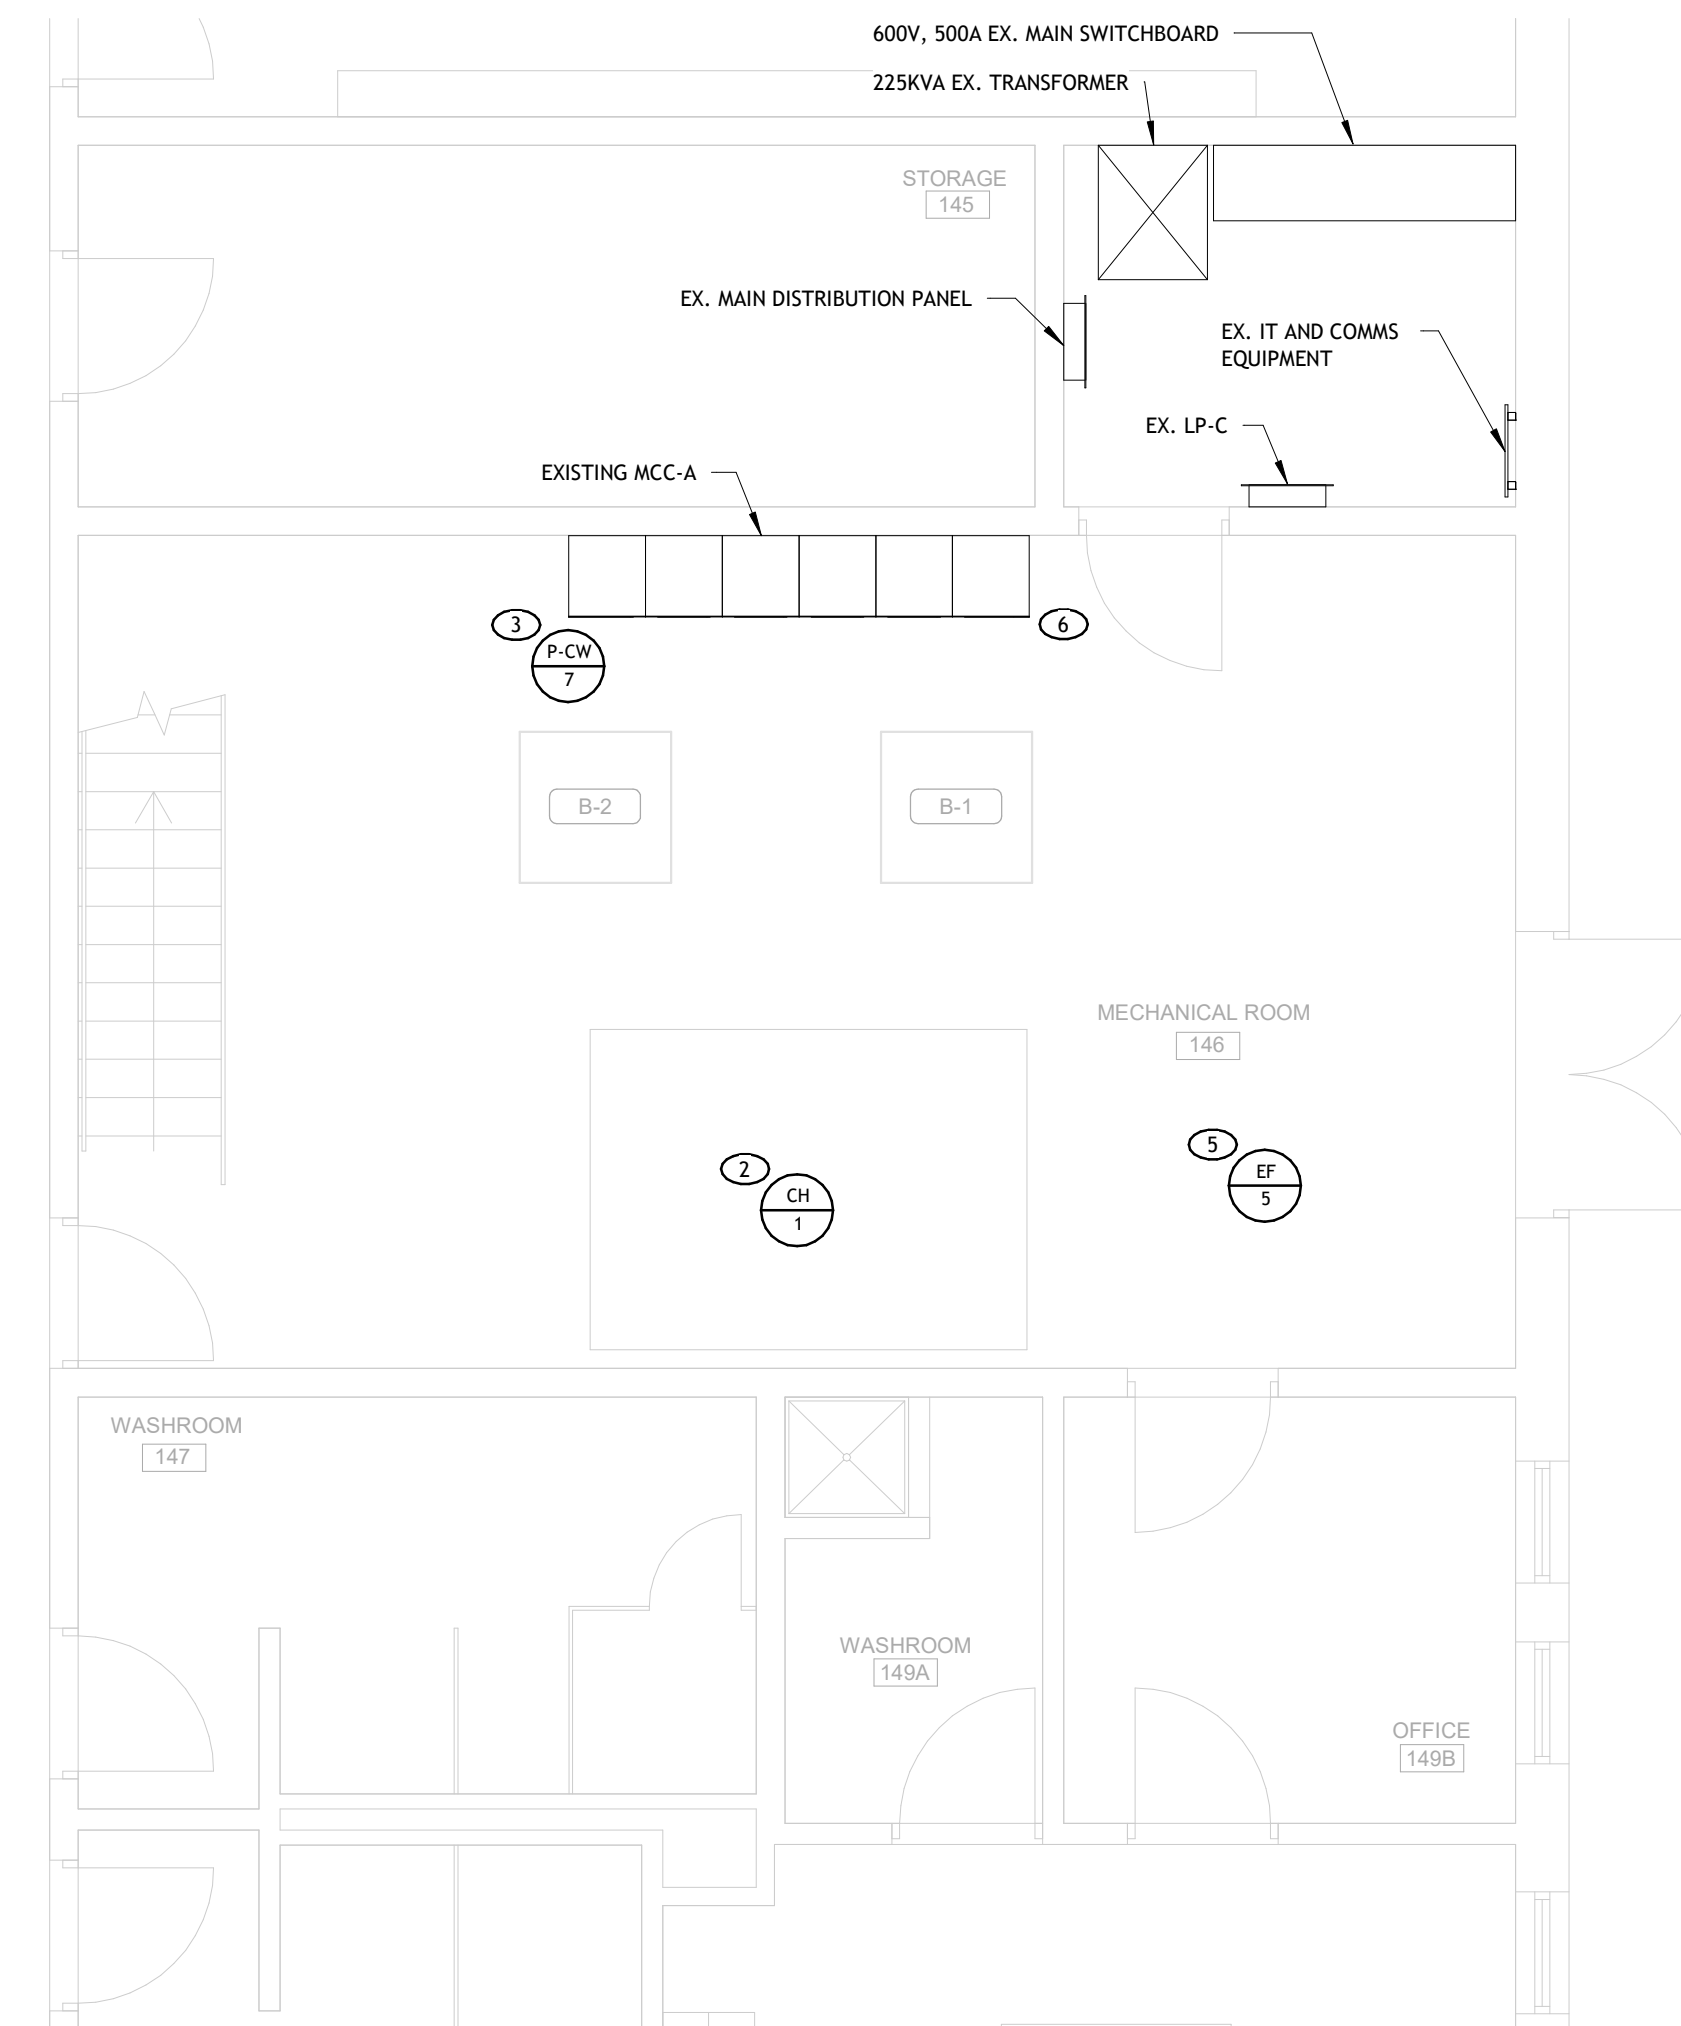 600V, 500A EX. MAIN SWITCHBOARD
225KVA EX. TRANSFORMER
STORAGE
145
EX. MAIN DISTRIBUTION PANEL
EX. IT AND COMMS
EQUIPMENT
EX. LP-C
EXISTING MCC-A
3
6
P-CW
7
B-2
B-1
MECHANICAL ROOM
146
5
EF
5
2
CH
1
WASHROOM
147
WASHROOM
149A
OFFICE
149B